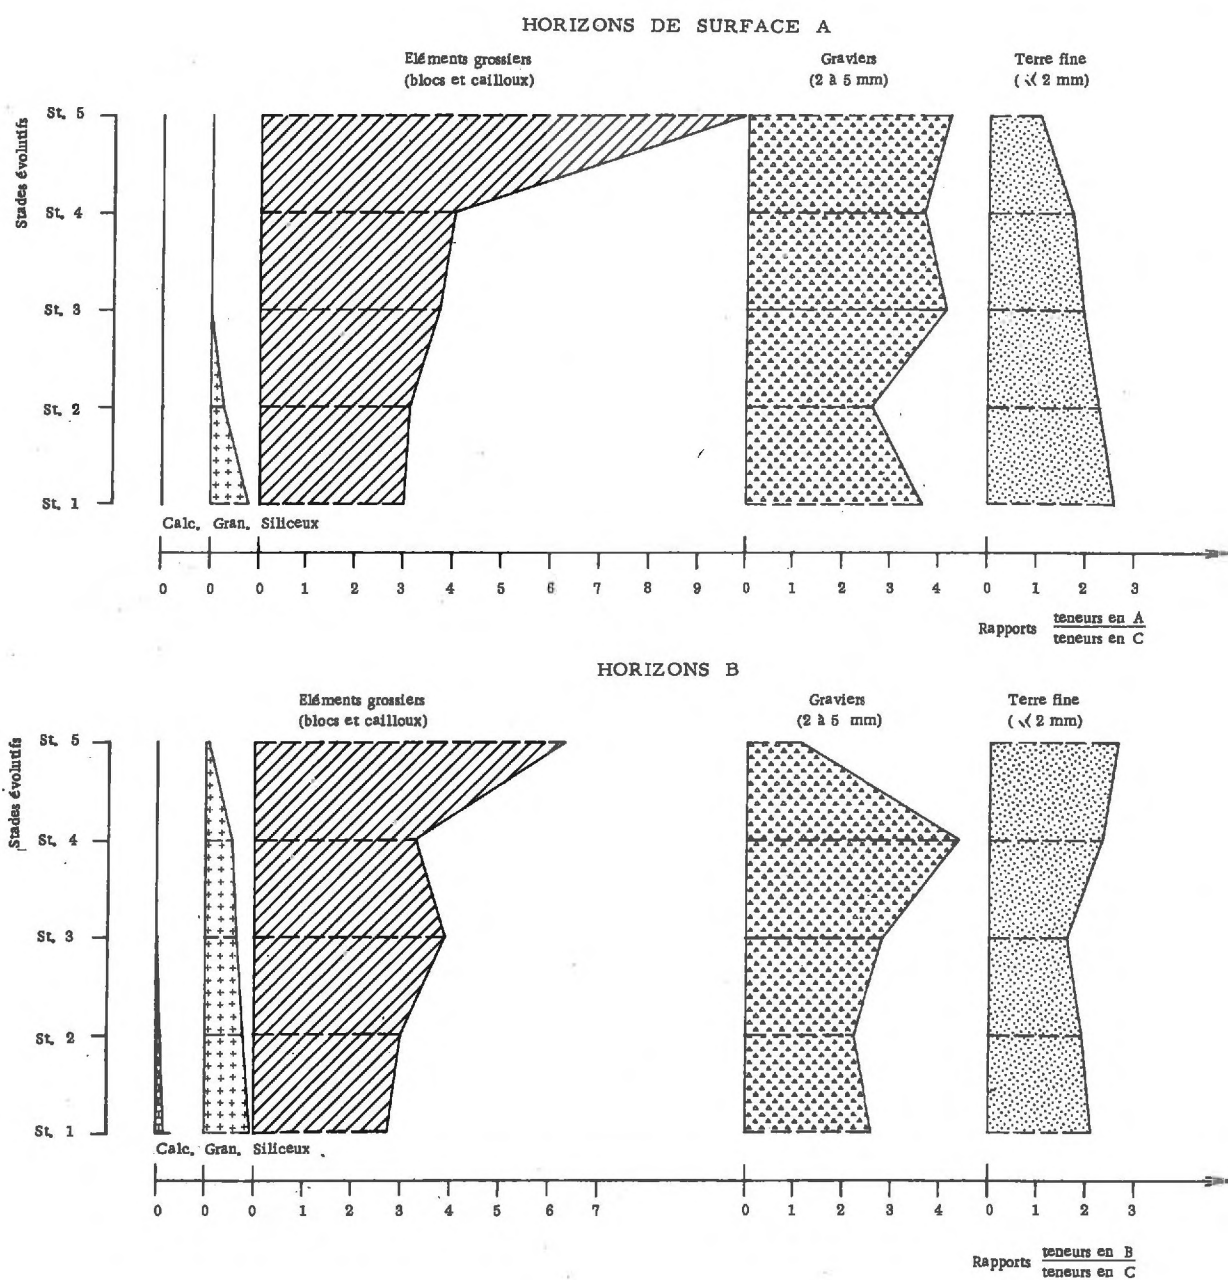 HORIZONS DE SURFACE A
Eléments grossiers
(blocs et cailloux)
Graviers
(2 à 5 mm)
Terre fine
(⩽ 2 mm)
Stades évolutifs
St. 5
St. 4
St. 3
St. 2
St. 1
Calc. Gran. Siliceux
0 0 0 1 2 3 4 5 6 7 8 9 0 1 2 3 4 0 1 2 3
Rapports teneurs en A
teneurs en C
HORIZONS B
Eléments grossiers
(blocs et cailloux)
Graviers
(2 à 5 mm)
Terre fine
(⩽ 2 mm)
Stades évolutifs
St. 5
St. 4
St. 3
St. 2
St. 1
Calc. Gran. Siliceux
0 0 0 1 2 3 4 5 6 7 0 1 2 3 4 0 1 2 3
Rapports teneurs en B
teneurs en C